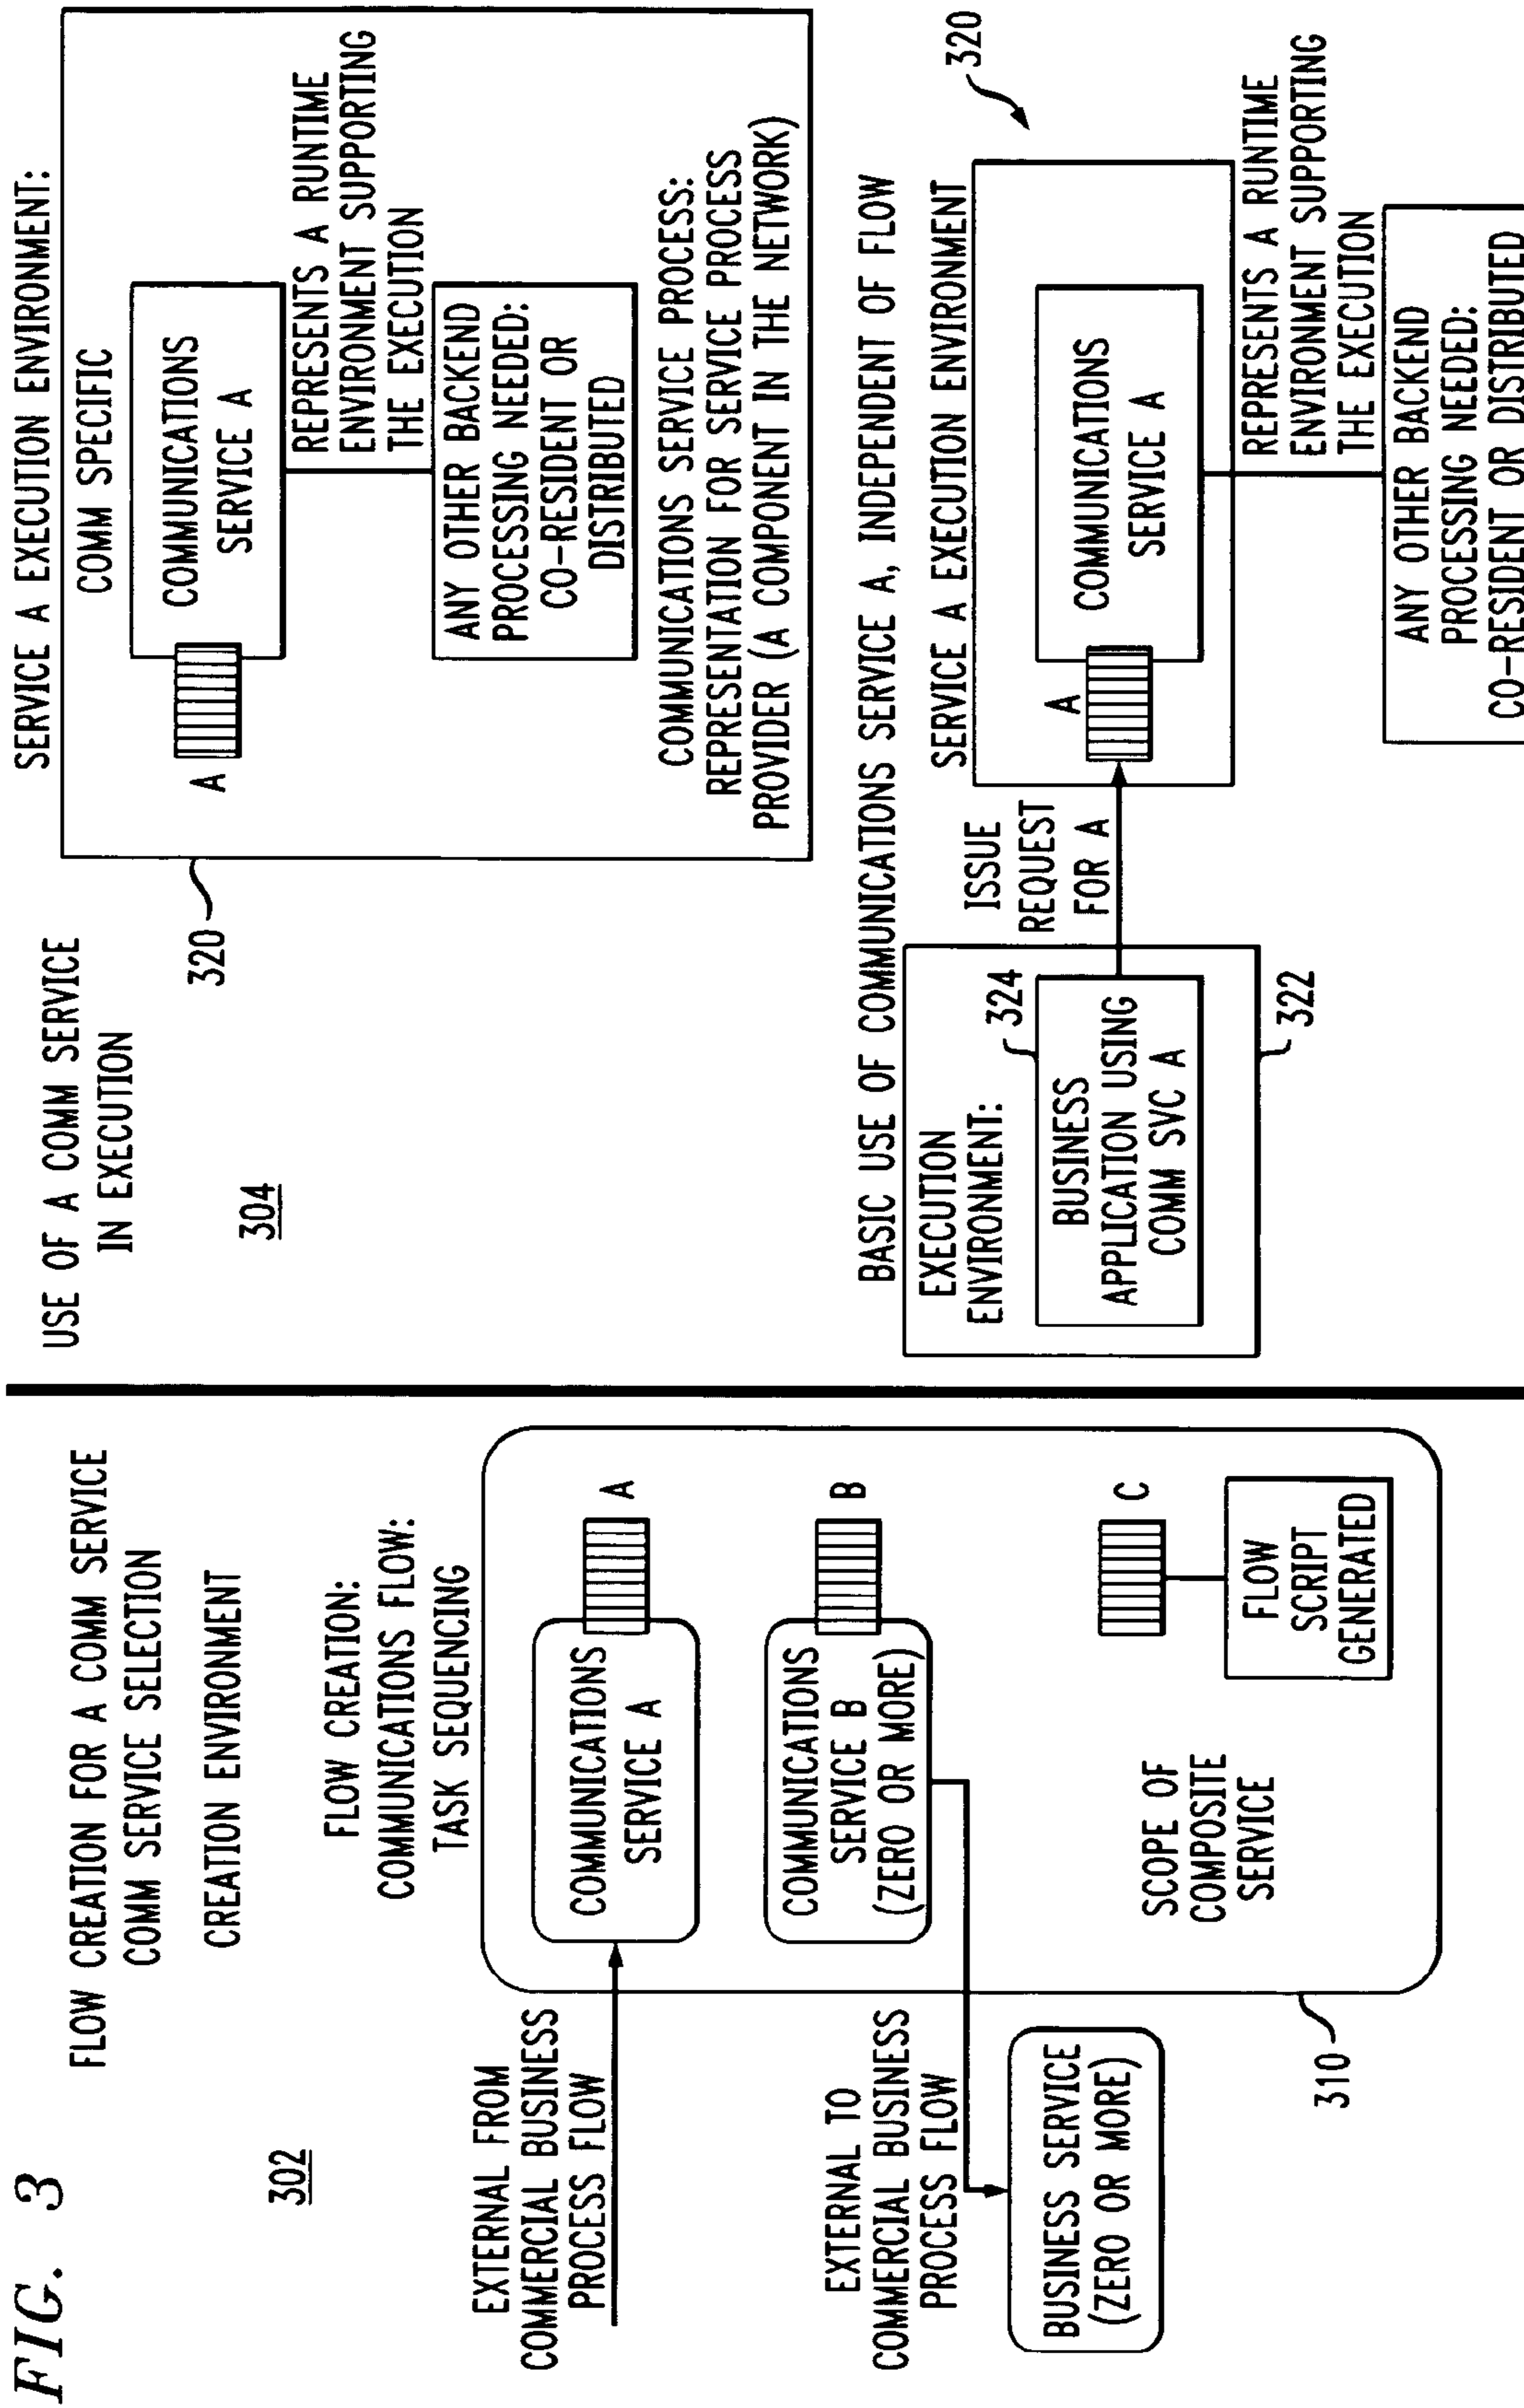 FIG. 3
FLOW CREATION FOR A COMM SERVICE
COMM SERVICE SELECTION
CREATION ENVIRONMENT
302
FLOW CREATION:
COMMUNICATIONS FLOW:
TASK SEQUENCING
EXTERNAL FROM
COMMERCIAL BUSINESS
PROCESS FLOW
COMMUNICATIONS
SERVICE A
A
EXTERNAL TO
COMMERCIAL BUSINESS
PROCESS FLOW
COMMUNICATIONS
SERVICE B
(ZERO OR MORE)
B
BUSINESS SERVICE
(ZERO OR MORE)
SCOPE OF
COMPOSITE
SERVICE
C
FLOW
SCRIPT
GENERATED
310
USE OF A COMM SERVICE
IN EXECUTION
304
SERVICE A EXECUTION ENVIRONMENT:
COMM SPECIFIC
A
COMMUNICATIONS
SERVICE A
REPRESENTS A RUNTIME
ENVIRONMENT SUPPORTING
THE EXECUTION
ANY OTHER BACKEND
PROCESSING NEEDED:
CO-RESIDENT OR
DISTRIBUTED
COMMUNICATIONS SERVICE PROCESS:
REPRESENTATION FOR SERVICE PROCESS
PROVIDER (A COMPONENT IN THE NETWORK)
320
BASIC USE OF COMMUNICATIONS SERVICE A, INDEPENDENT OF FLOW
EXECUTION
ENVIRONMENT:
324
BUSINESS
APPLICATION USING
COMM SVC A
322
ISSUE
REQUEST
FOR A
SERVICE A EXECUTION ENVIRONMENT
320
A
COMMUNICATIONS
SERVICE A
REPRESENTS A RUNTIME
ENVIRONMENT SUPPORTING
THE EXECUTION
ANY OTHER BACKEND
PROCESSING NEEDED:
CO-RESIDENT OR DISTRIBUTED